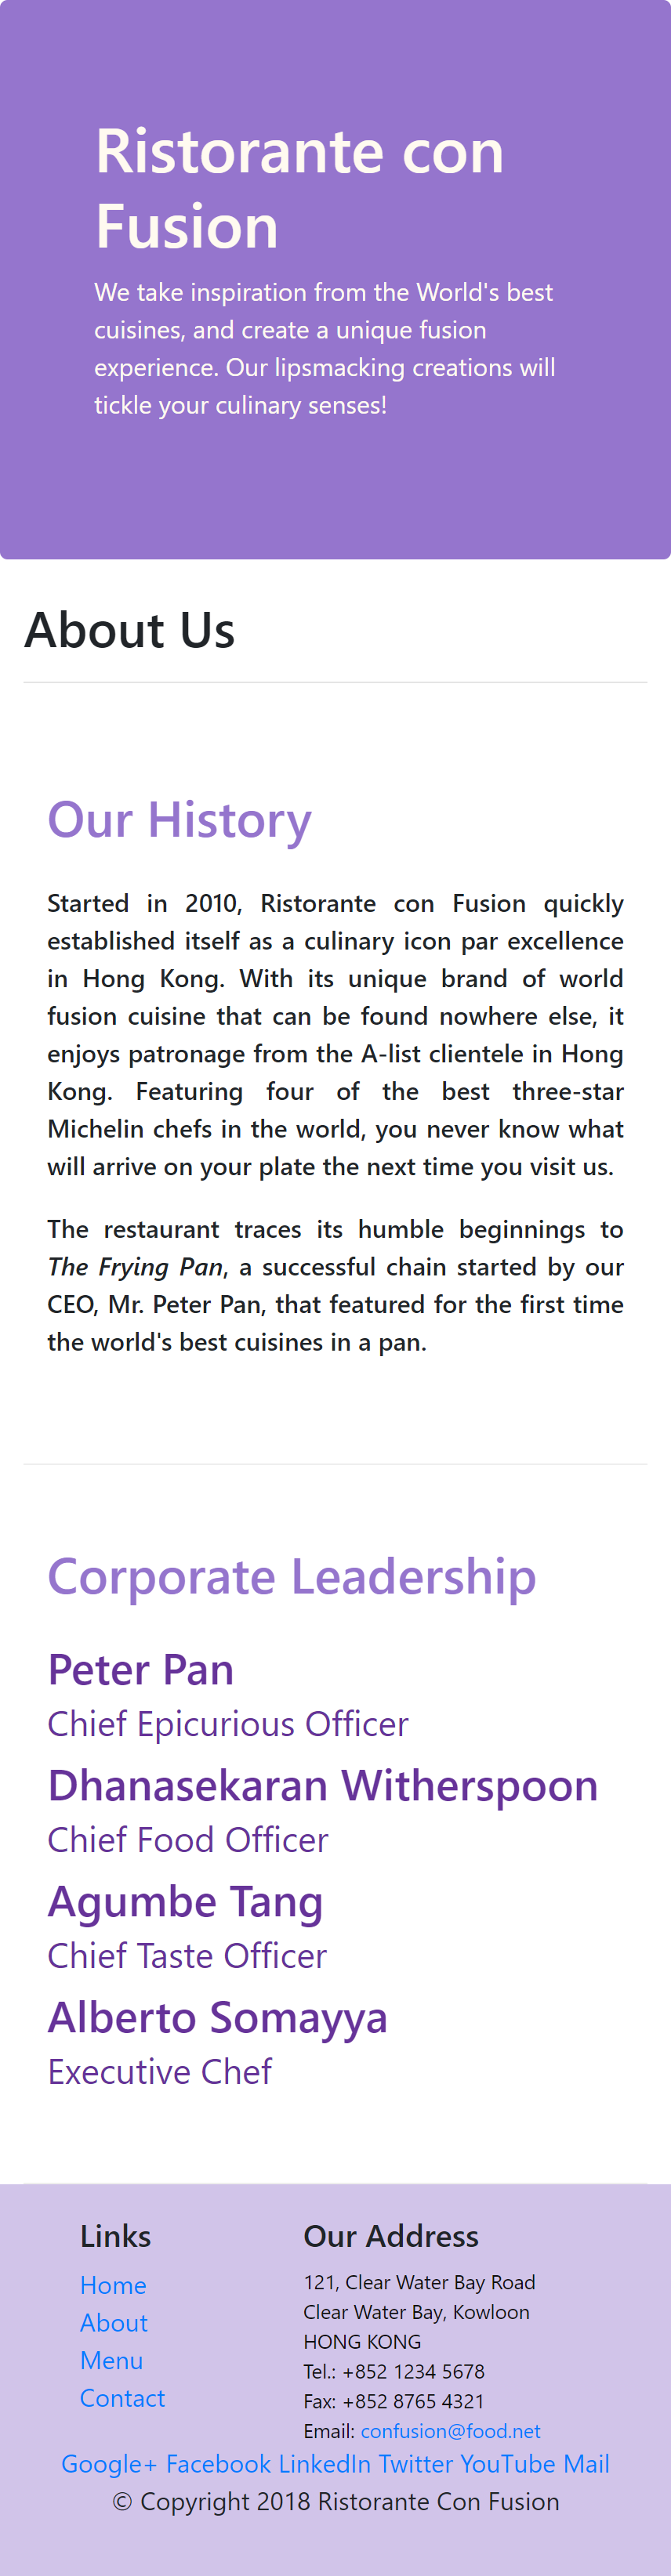 Ristorante con
Fusion
We take inspiration from the World's best
cuisines, and create a unique fusion
experience. Our lipsmacking creations will
tickle your culinary senses!
About Us
Our History
Started in 2010, Ristorante con Fusion quickly
established itself as a culinary icon par excellence
in Hong Kong. With its unique brand of world
fusion cuisine that can be found nowhere else, it
enjoys patronage from the A-list clientele in Hong
Kong. Featuring four of the best three-star
Michelin chefs in the world, you never know what
will arrive on your plate the next time you visit us.
The restaurant traces its humble beginnings to
The Frying Pan, a successful chain started by our
CEO, Mr. Peter Pan, that featured for the first time
the world's best cuisines in a pan.
Corporate Leadership
Peter Pan
Chief Epicurious Officer
Dhanasekaran Witherspoon
Chief Food Officer
Agumbe Tang
Chief Taste Officer
Alberto Somayya
Executive Chef
Links
Home
About
Menu
Contact
Our Address
121, Clear Water Bay Road
Clear Water Bay, Kowloon
HONG KONG
Tel.: +852 1234 5678
Fax: +852 8765 4321
Email: confusion@food.net
Google+ Facebook LinkedIn Twitter YouTube Mail
© Copyright 2018 Ristorante Con Fusion